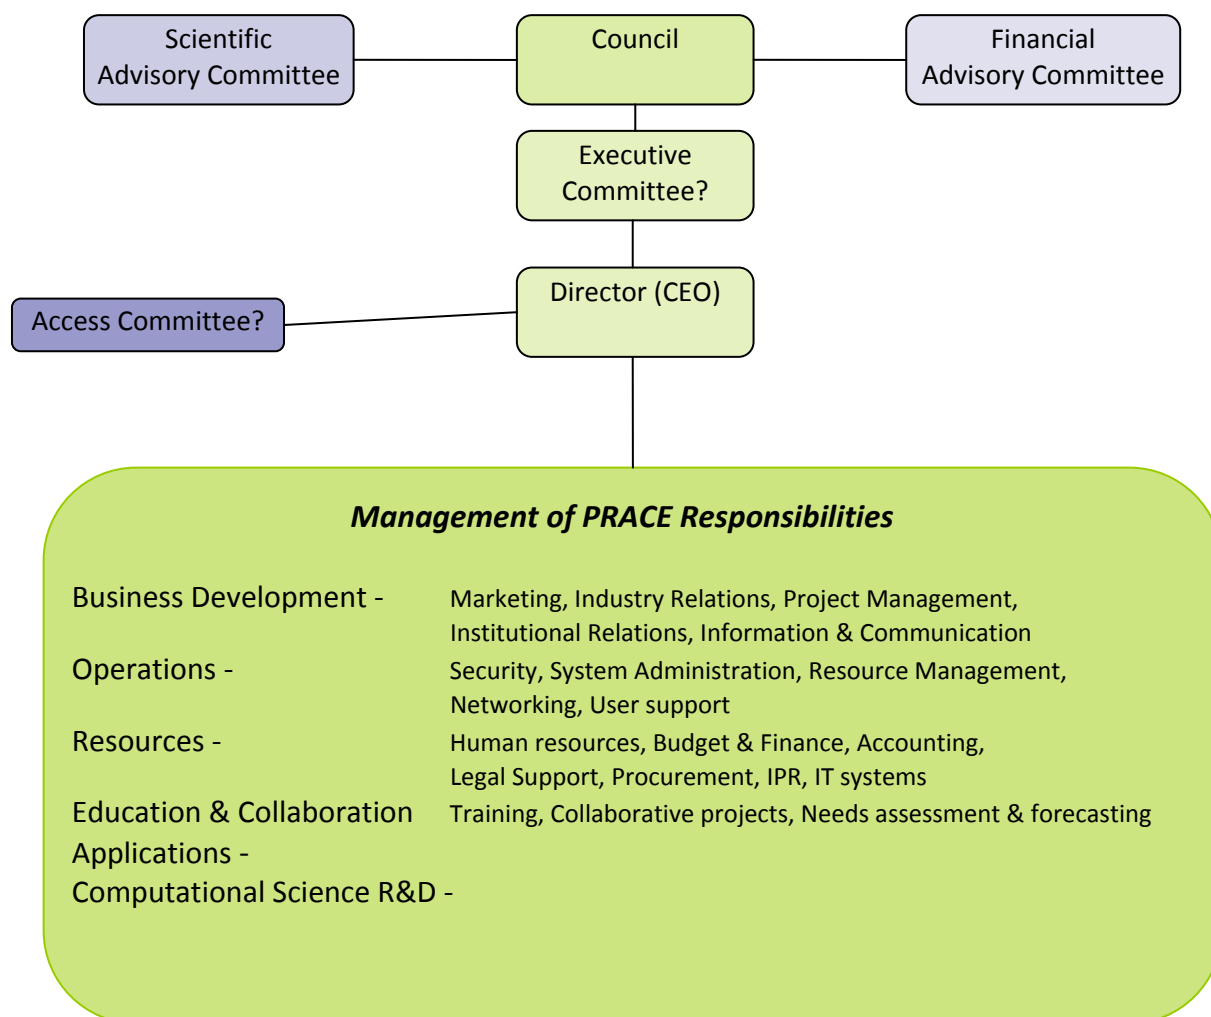 Scientific
Advisory Committee
Council
Financial
Advisory Committee
Executive
Committee?
Director (CEO)
Access Committee?
Management of PRACE Responsibilities
Business Development - Marketing, Industry Relations, Project Management,
Institutional Relations, Information & Communication
Operations - Security, System Administration, Resource Management,
Networking, User support
Resources - Human resources, Budget & Finance, Accounting,
Legal Support, Procurement, IPR, IT systems
Education & Collaboration Training, Collaborative projects, Needs assessment & forecasting
Applications -
Computational Science R&D -